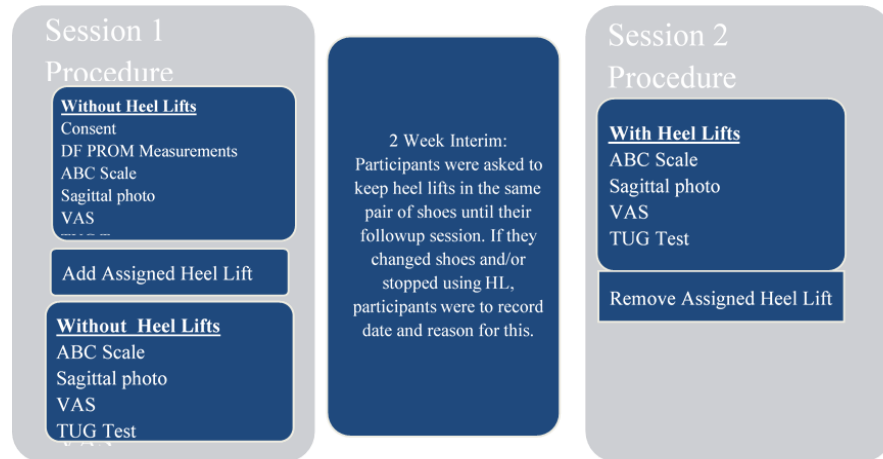 Session 1
Procedure
Without Heel Lifts
Consent
DF PROM Measurements
ABC Scale
Sagittal photo
VAS
Add Assigned Heel Lift
Without Heel Lifts
ABC Scale
Sagittal photo
VAS
TUG Test
2 Week Interim:
Participants were asked to
keep heel lifts in the same
pair of shoes until their
followup session. If they
changed shoes and/or
stopped using HL,
participants were to record
date and reason for this.
Session 2
Procedure
With Heel Lifts
ABC Scale
Sagittal photo
VAS
TUG Test
Remove Assigned Heel Lift